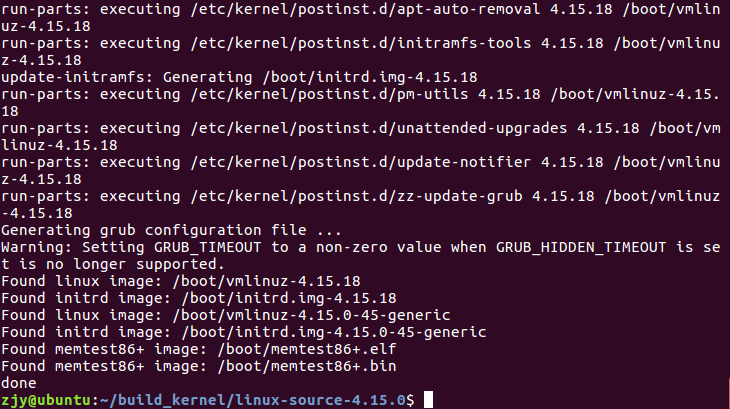 run-parts: executing /etc/kernel/postinst.d/apt-auto-removal 4.15.18 /boot/vmlin
uz-4.15.18
run-parts: executing /etc/kernel/postinst.d/initramfs-tools 4.15.18 /boot/vmlinu
z-4.15.18
update-initramfs: Generating /boot/initrd.img-4.15.18
run-parts: executing /etc/kernel/postinst.d/pm-utils 4.15.18 /boot/vmlinuz-4.15.
18
run-parts: executing /etc/kernel/postinst.d/unattended-upgrades 4.15.18 /boot/vm
linuz-4.15.18
run-parts: executing /etc/kernel/postinst.d/update-notifier 4.15.18 /boot/vmlinu
z-4.15.18
run-parts: executing /etc/kernel/postinst.d/zz-update-grub 4.15.18 /boot/vmlinuz
-4.15.18
Generating grub configuration file ...
Warning: Setting GRUB_TIMEOUT to a non-zero value when GRUB_HIDDEN_TIMEOUT is se
t is no longer supported.
Found linux image: /boot/vmlinuz-4.15.18
Found initrd image: /boot/initrd.img-4.15.18
Found linux image: /boot/vmlinuz-4.15.0-45-generic
Found initrd image: /boot/initrd.img-4.15.0-45-generic
Found memtest86+ image: /boot/memtest86+.elf
Found memtest86+ image: /boot/memtest86+.bin
done
zjy@ubuntu:~/build_kernel/linux-source-4.15.0$